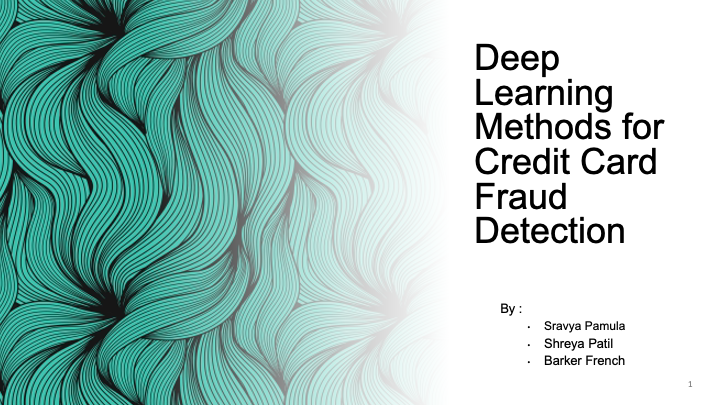 Deep
Learning
Methods for
Credit Card
Fraud
Detection
By :
• Sravya Pamula
• Shreya Patil
• Barker French
1